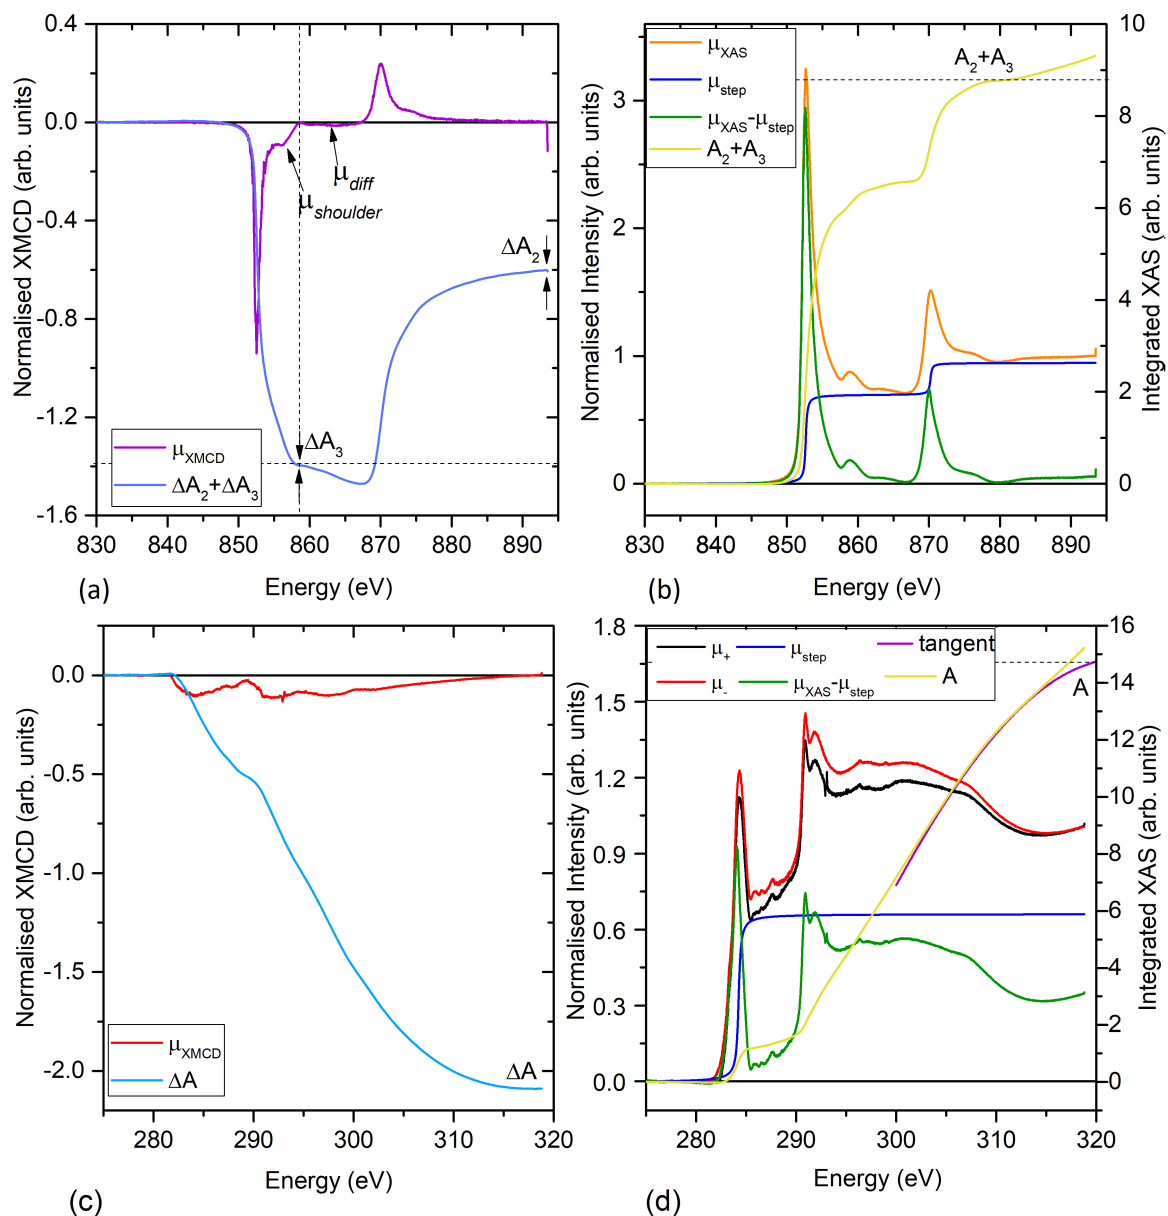 0.4
0.0
-0.4
-0.8
-1.2
-1.6
Normalised XMCD (arb. units)
830 840 850 860 870 880 890
Energy (eV)
μshoulder
μdiff
ΔA2
ΔA3
μXMCD
ΔA2+ΔA3
(a)
3
2
1
0
Normalised Intensity (arb. units)
10
8
6
4
2
0
Integrated XAS (arb. units)
830 840 850 860 870 880 890
Energy (eV)
μXAS
μstep
μXAS-μstep
A2+A3
A2+A3
(b)
0.0
-0.5
-1.0
-1.5
-2.0
Normalised XMCD (arb. units)
280 290 300 310 320
Energy (eV)
μXMCD
ΔA
ΔA
(c)
1.8
1.5
1.2
0.9
0.6
0.3
0.0
Normalised Intensity (arb. units)
16
14
12
10
8
6
4
2
0
Integrated XAS (arb. units)
280 290 300 310 320
Energy (eV)
μ+ μstep tangent
μ- μXAS-μstep A
A
(d)